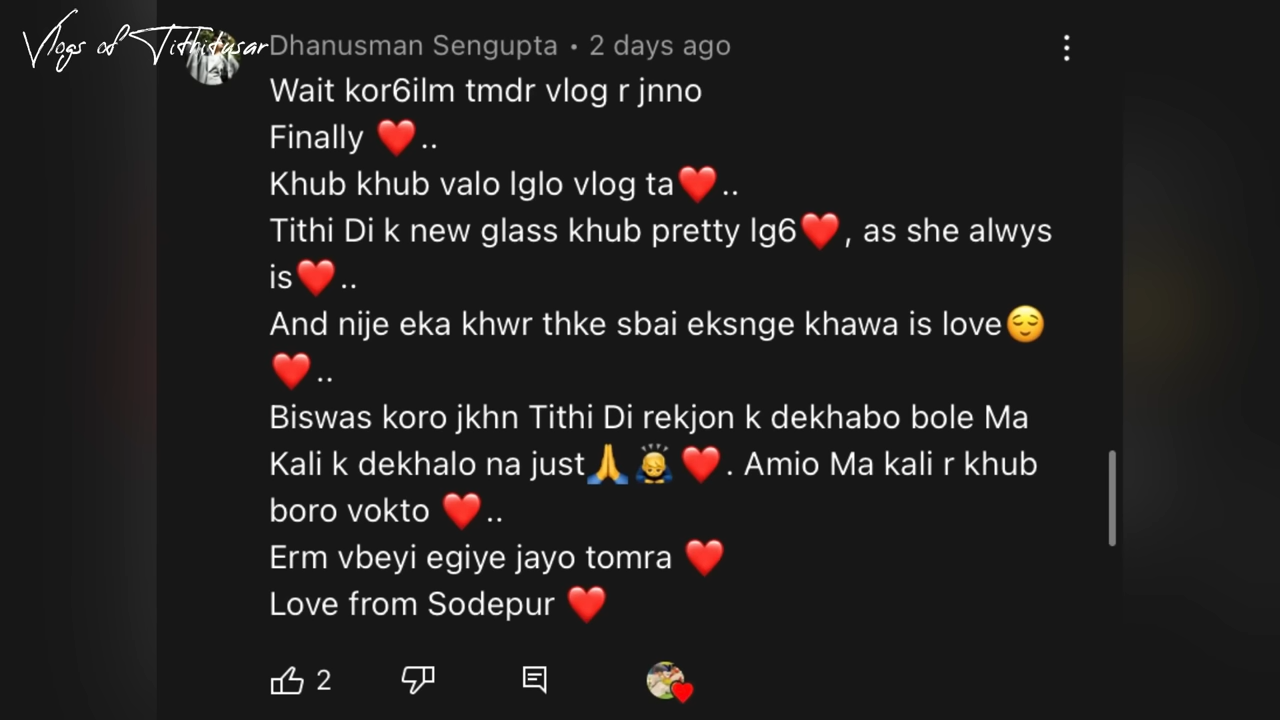 Vlogs of Tithitusar
Dhanusman Sengupta • 2 days ago
Wait kor6ilm tmdr vlog r jnno
Finally ❤️..
Khub khub valo lglo vlog ta❤️..
Tithi Di k new glass khub pretty lg6❤️, as she alwys
is❤️..
And nije eka khwr thke sbai eksnge khawa is love😌
❤️..
Biswas koro jkhn Tithi Di rekjon k dekhabo bole Ma
Kali k dekhalo na just🙏🙇❤️. Amio Ma kali r khub
boro vokto ❤️..
Erm vbeyi egiye jayo tomra ❤️
Love from Sodepur ❤️
2